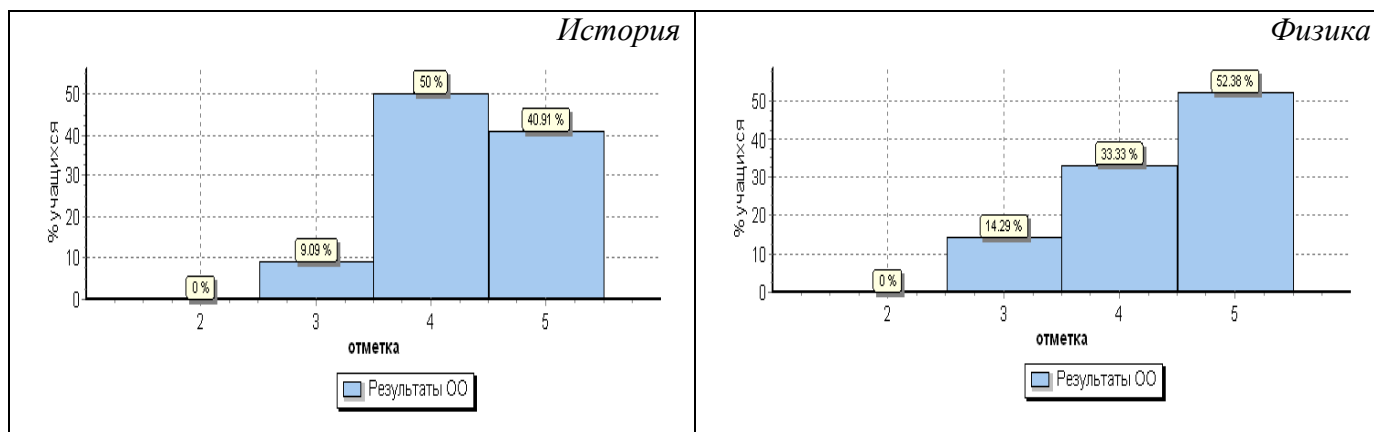 История
50 %
50
40.91 %
40
30
20
9.09 %
10
0 %
0
2 3 4 5
% учащихся
отметка
Результаты ОО
Физика
52.38 %
50
40
33.33 %
30
20
14.29 %
10
0 %
0
2 3 4 5
% учащихся
отметка
Результаты ОО